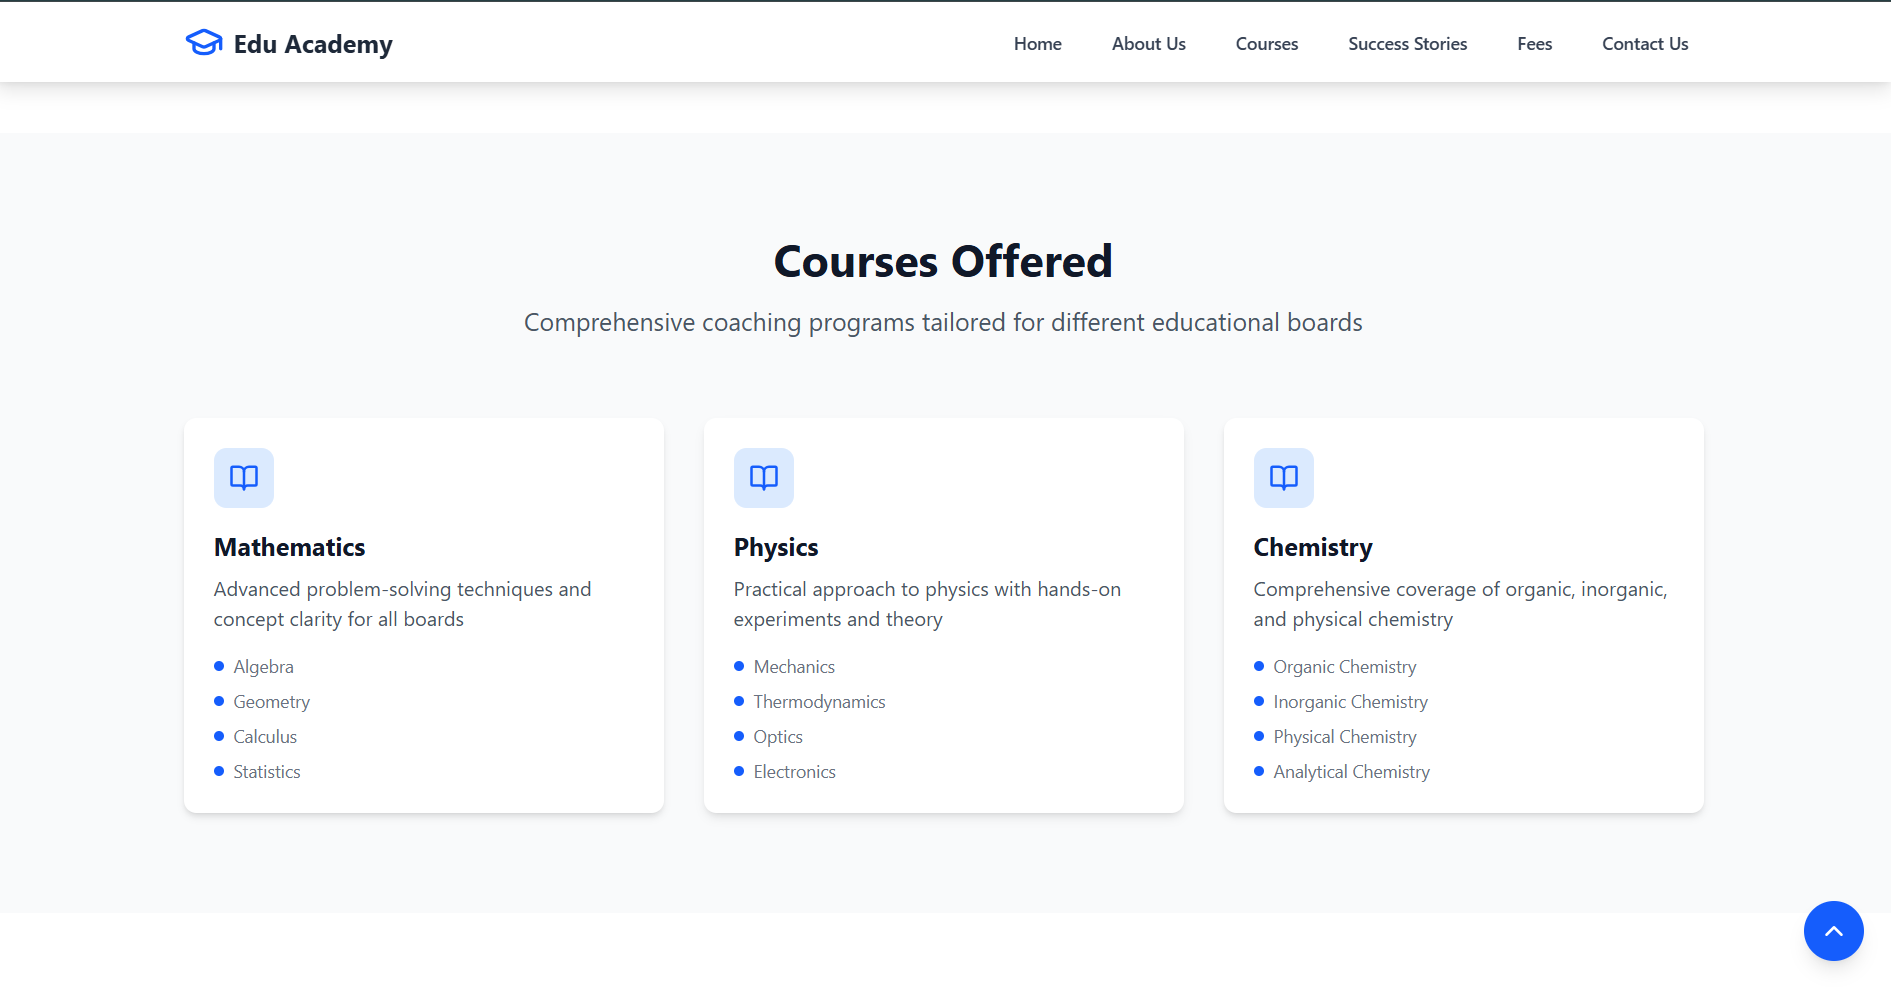 Edu Academy
Home
About Us
Courses
Success Stories
Fees
Contact Us
Courses Offered
Comprehensive coaching programs tailored for different educational boards
Mathematics
Advanced problem-solving techniques and
concept clarity for all boards
Algebra
Geometry
Calculus
Statistics
Physics
Practical approach to physics with hands-on
experiments and theory
Mechanics
Thermodynamics
Optics
Electronics
Chemistry
Comprehensive coverage of organic, inorganic,
and physical chemistry
Organic Chemistry
Inorganic Chemistry
Physical Chemistry
Analytical Chemistry